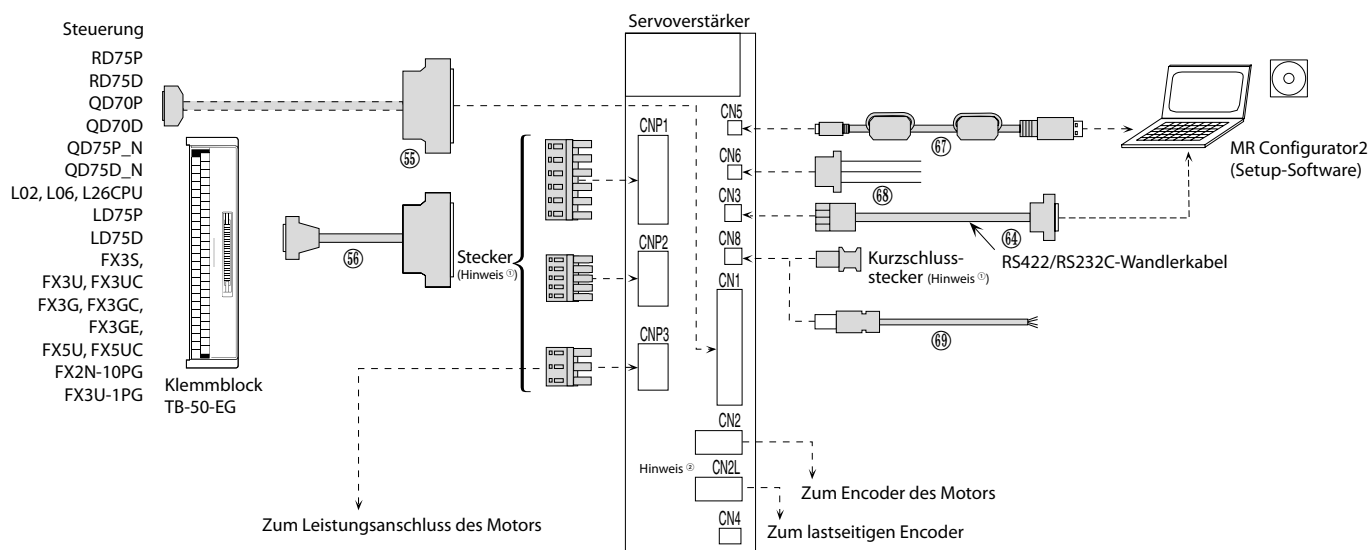 Steuerung
RD75P
RD75D
QD70P
QD70D
QD75P_N
QD75D_N
L02, L06, L26CPU
LD75P
LD75D
FX3S,
FX3U, FX3UC
FX3G, FX3GC,
FX3GE,
FX5U, FX5UC
FX2N-10PG
FX3U-1PG
Klemmblock
TB-50-EG
55
56
Stecker
(Hinweis ①)
Zum Leistungsanschluss des Motors
Servoverstärker
CNP1
CNP2
CNP3
CN5
CN6
CN3
CN8
CN1
CN2
Hinweis ②
CN2L
CN4
67
68
64
RS422/RS232C-Wandlerkabel
Kurzschluss-
stecker (Hinweis ①)
69
MR Configurator2
(Setup-Software)
Zum Encoder des Motors
Zum lastseitigen Encoder